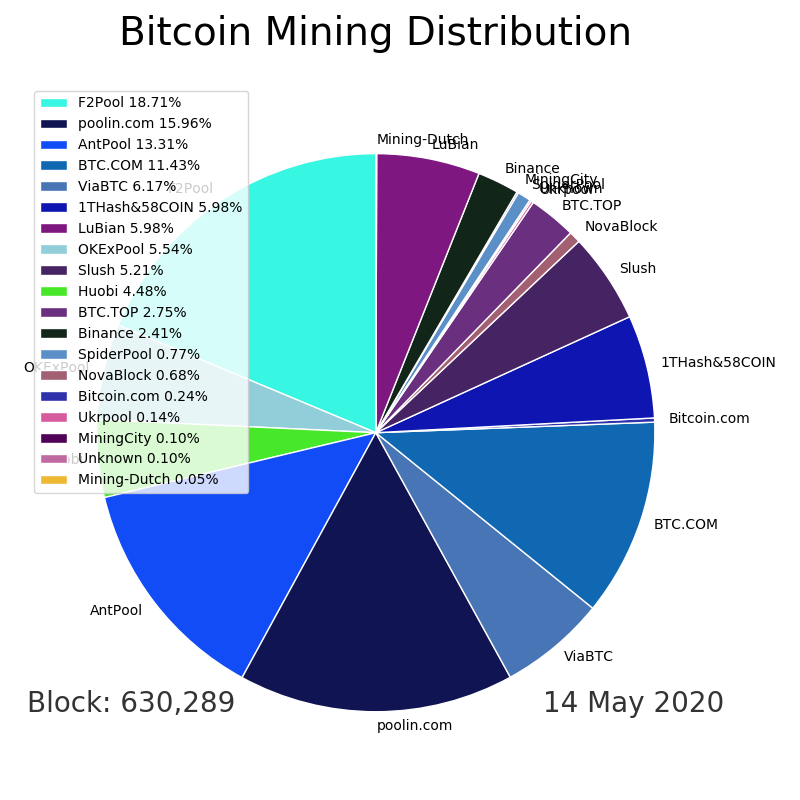 Bitcoin Mining Distribution
F2Pool 18.71%
poolin.com 15.96%
AntPool 13.31%
BTC.COM 11.43%
ViaBTC 6.17%
1THash&58COIN 5.98%
LuBian 5.98%
OKExPool 5.54%
Slush 5.21%
Huobi 4.48%
BTC.TOP 2.75%
Binance 2.41%
SpiderPool 0.77%
NovaBlock 0.68%
Bitcoin.com 0.24%
Ukrpool 0.14%
MiningCity 0.10%
Unknown 0.10%
Mining-Dutch 0.05%
Mining-Dutch
LuBian
Binance
MiningCity
SpiderPool
Unknown
Ukrpool
BTC.TOP
NovaBlock
Slush
1THash&58COIN
Bitcoin.com
BTC.COM
ViaBTC
poolin.com
AntPool
OKExPool
Block: 630,289
14 May 2020